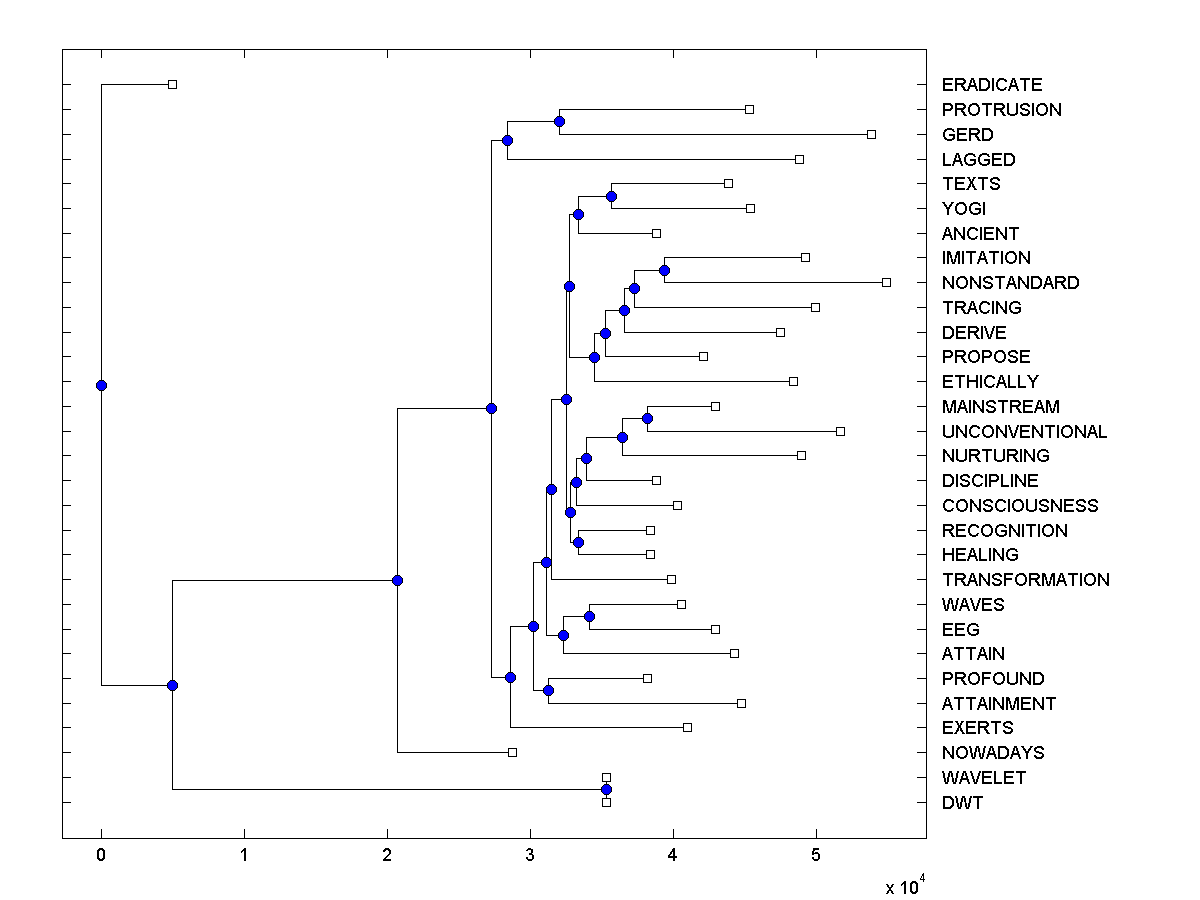 ERADICATE
PROTRUSION
GERD
LAGGED
TEXTS
YOGI
ANCIENT
IMITATION
NONSTANDARD
TRACING
DERIVE
PROPOSE
ETHICALLY
MAINSTREAM
UNCONVENTIONAL
NURTURING
DISCIPLINE
CONSCIOUSNESS
RECOGNITION
HEALING
TRANSFORMATION
WAVES
EEG
ATTAIN
PROFOUND
ATTAINMENT
EXERTS
NOWADAYS
WAVELET
DWT
0 1 2 3 4 5
x 10^4